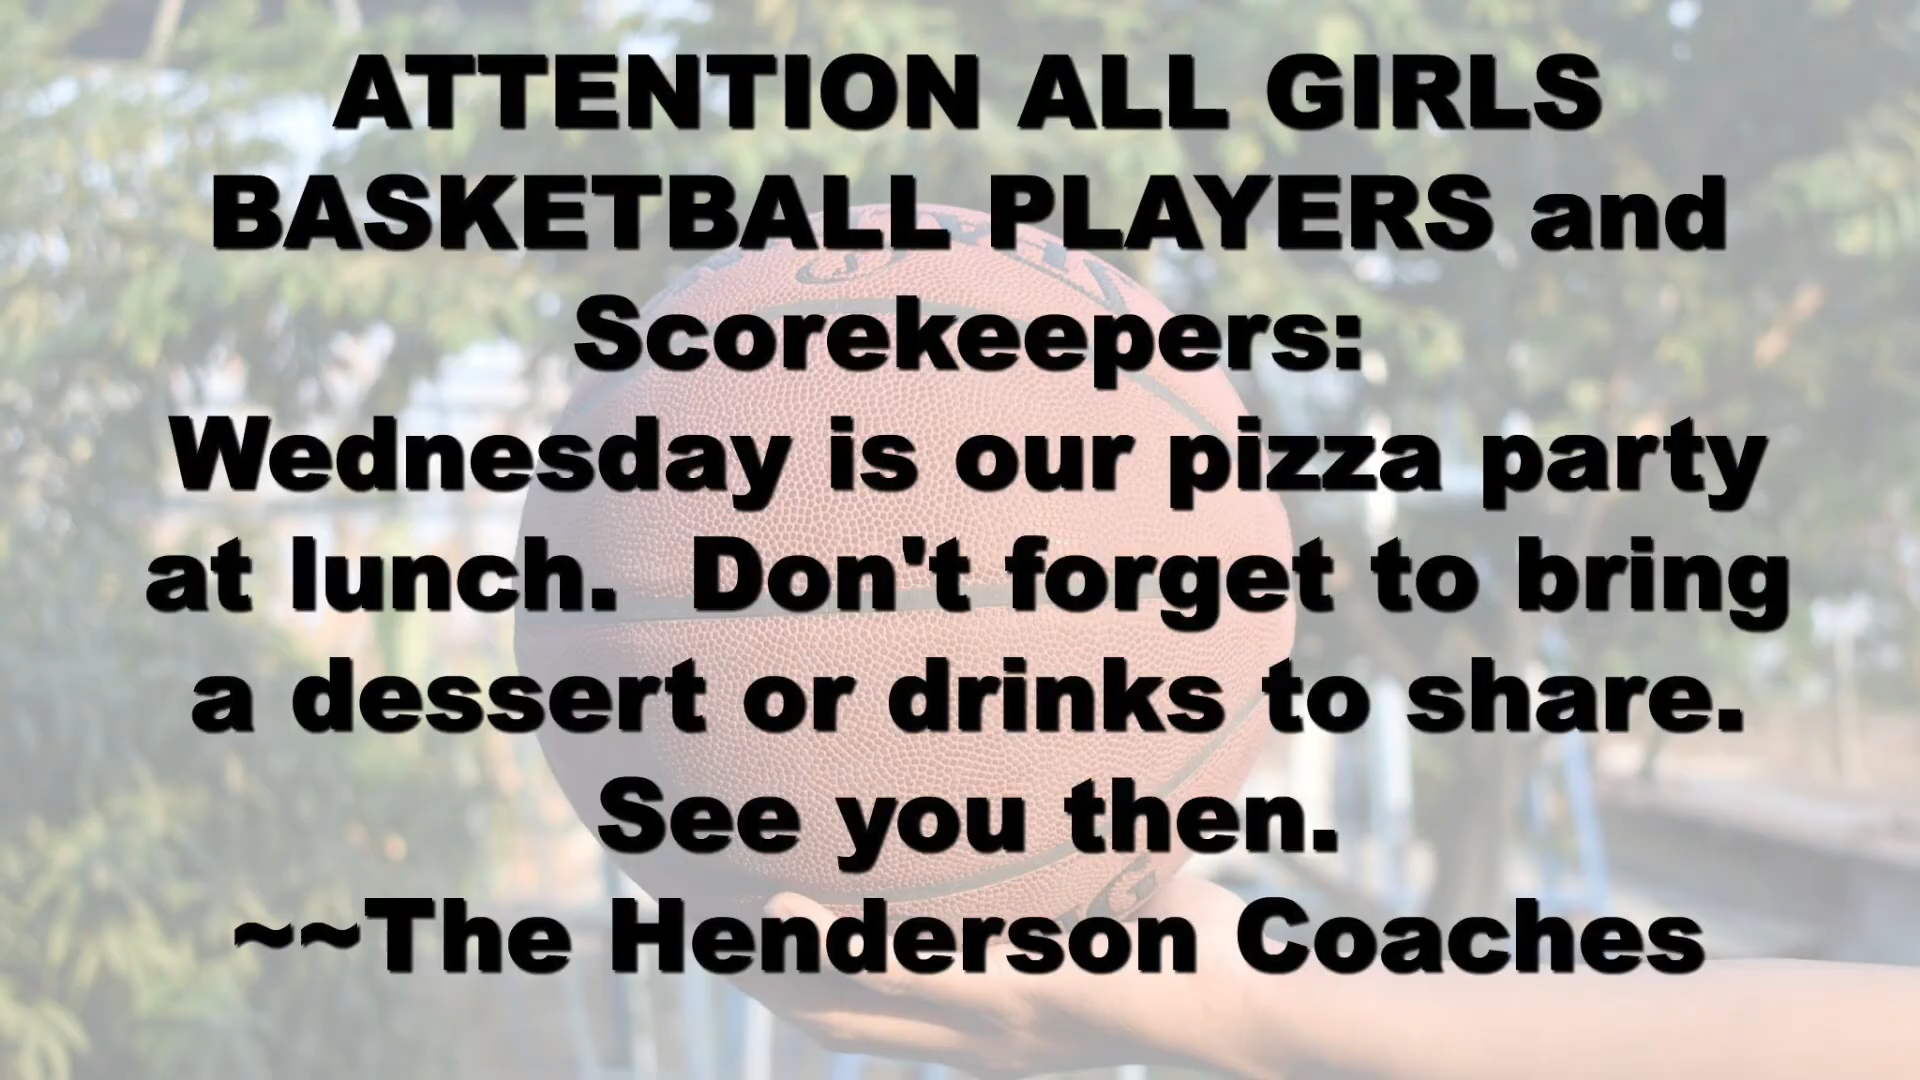 ATTENTION ALL GIRLS
BASKETBALL PLAYERS and
Scorekeepers:
Wednesday is our pizza party
at lunch.  Don't forget to bring
a dessert or drinks to share.
See you then.
~~The Henderson Coaches